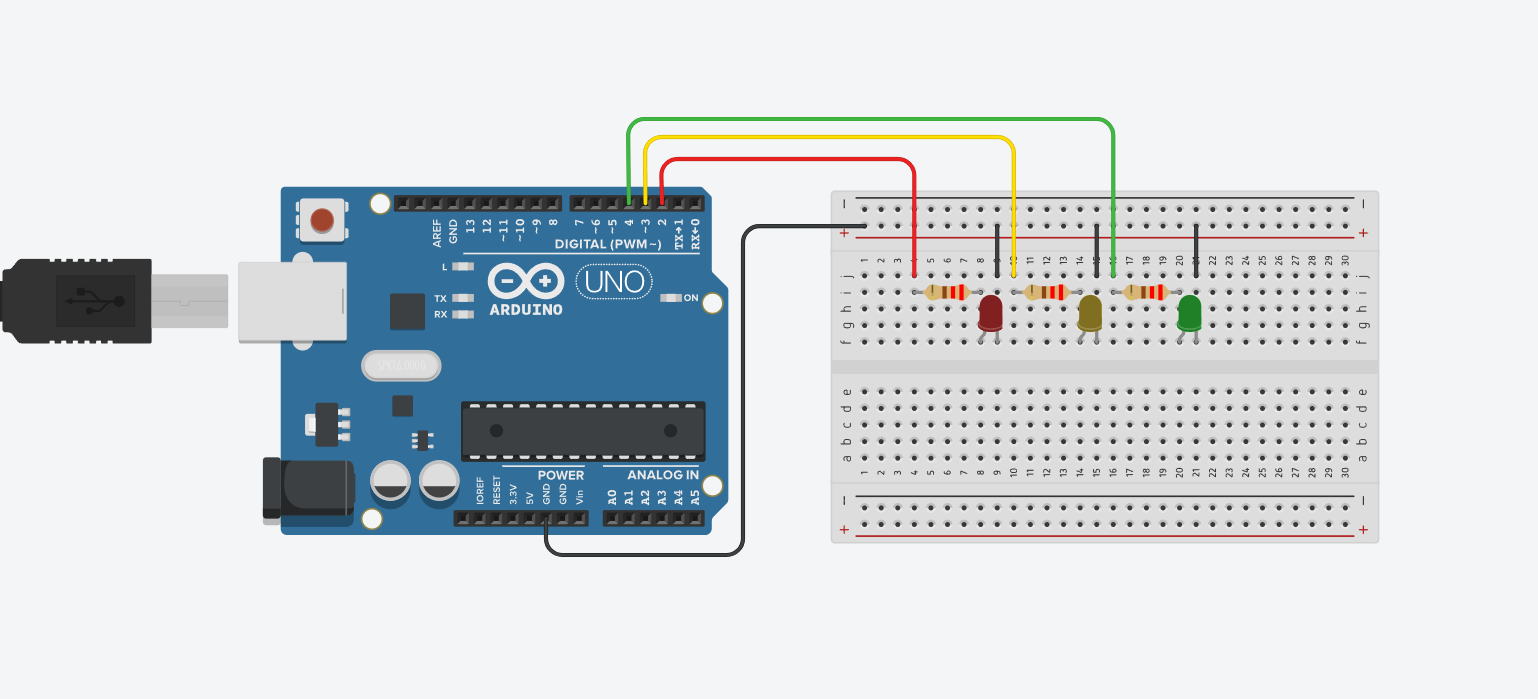 AREF
GND
13
12
~11
~10
~9
8
7
~6
~5
4
~3
2
TX→1
RX←0
DIGITAL (PWM~)
L
TX
RX
ARDUINO
UNO
ON
POWER
ANALOG IN
IOREF
RESET
3.3V
5V
GND
GND
Vin
A0
A1
A2
A3
A4
A5
− −
+ +
1 2 3 4 5 6 7 8 9 10 11 12 13 14 15 16 17 18 19 20 21 22 23 24 25 26 27 28 29 30
j j
i i
h h
g g
f f
e e
d d
c c
b b
a a
1 2 3 4 5 6 7 8 9 10 11 12 13 14 15 16 17 18 19 20 21 22 23 24 25 26 27 28 29 30
− −
+ +